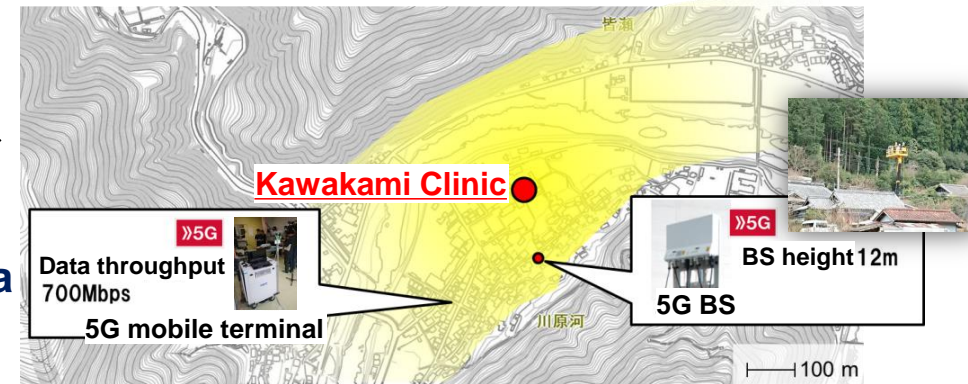 皆瀬
Kawakami Clinic
»5G
Data throughput
700Mbps
5G mobile terminal
a
»5G
BS height 12m
5G BS
川原河
100 m